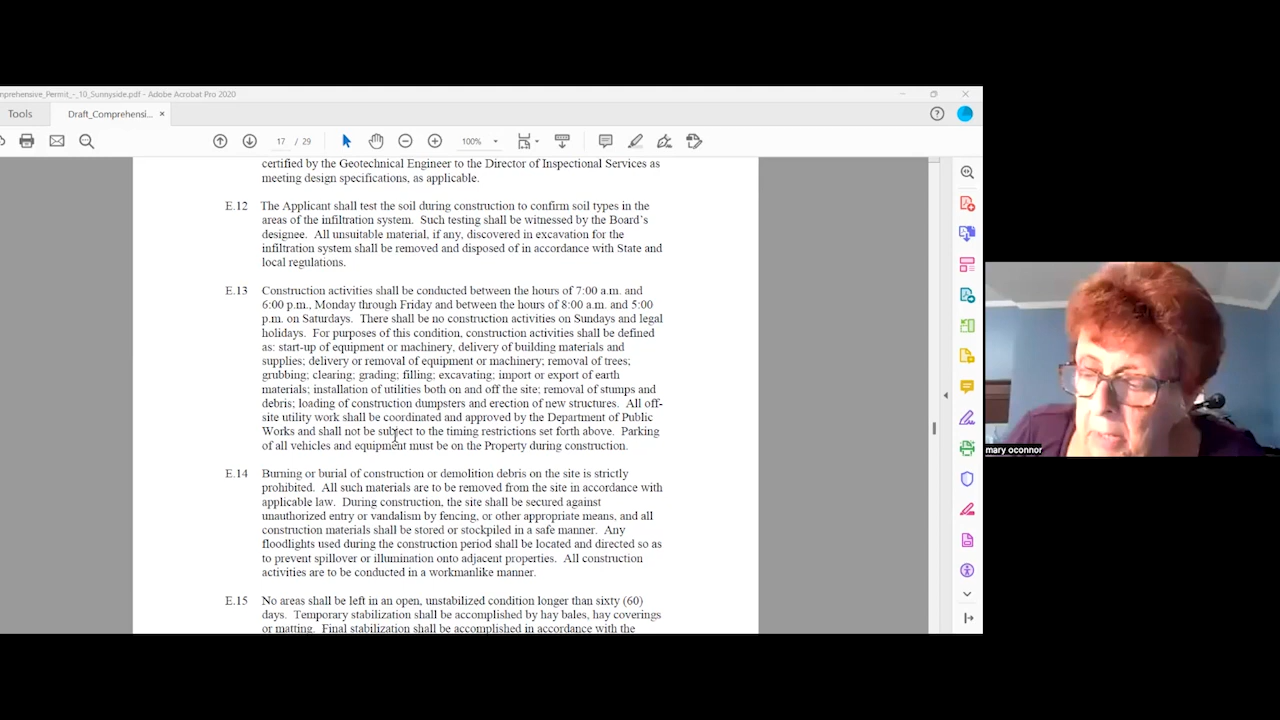 nprehensive_Permit_-_10_Sunnyside.pdf - Adobe Acrobat Pro 2020
Tools
Draft_Comprehensi... ×
17 / 29
100%
certified by the Geotechnical Engineer to the Director of Inspectional Services as
meeting design specifications, as applicable.
E.12 The Applicant shall test the soil during construction to confirm soil types in the
areas of the infiltration system. Such testing shall be witnessed by the Board's
designee. All unsuitable material, if any, discovered in excavation for the
infiltration system shall be removed and disposed of in accordance with State and
local regulations.
E.13 Construction activities shall be conducted between the hours of 7:00 a.m. and
6:00 p.m., Monday through Friday and between the hours of 8:00 a.m. and 5:00
p.m. on Saturdays. There shall be no construction activities on Sundays and legal
holidays. For purposes of this condition, construction activities shall be defined
as: start-up of equipment or machinery, delivery of building materials and
supplies; delivery or removal of equipment or machinery; removal of trees;
grubbing; clearing; grading; filling; excavating; import or export of earth
materials; installation of utilities both on and off the site; removal of stumps and
debris; loading of construction dumpsters and erection of new structures. All off-
site utility work shall be coordinated and approved by the Department of Public
Works and shall not be subject to the timing restrictions set forth above. Parking
of all vehicles and equipment must be on the Property during construction.
mary oconnor
E.14 Burning or burial of construction or demolition debris on the site is strictly
prohibited. All such materials are to be removed from the site in accordance with
applicable law. During construction, the site shall be secured against
unauthorized entry or vandalism by fencing, or other appropriate means, and all
construction materials shall be stored or stockpiled in a safe manner. Any
floodlights used during the construction period shall be located and directed so as
to prevent spillover or illumination onto adjacent properties. All construction
activities are to be conducted in a workmanlike manner.
E.15 No areas shall be left in an open, unstabilized condition longer than sixty (60)
days. Temporary stabilization shall be accomplished by hay bales, hay coverings
or matting. Final stabilization shall be accomplished in accordance with the